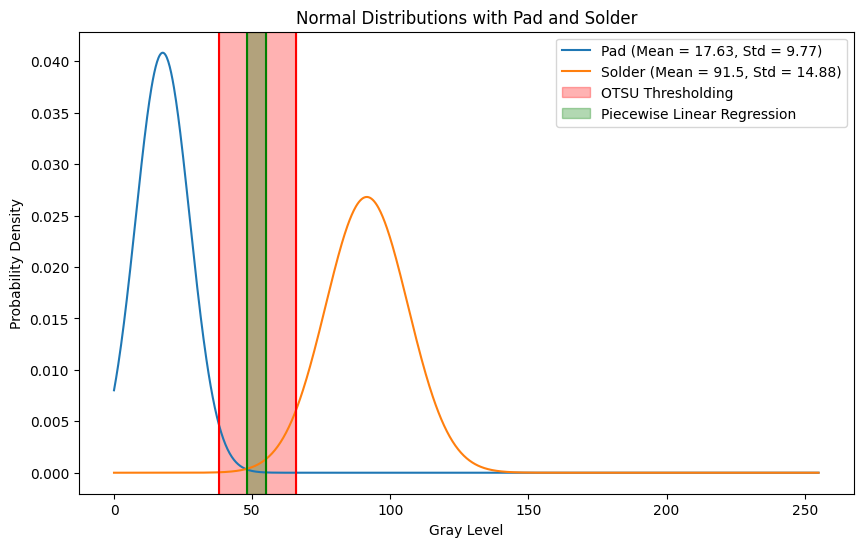 Normal Distributions with Pad and Solder
Pad (Mean = 17.63, Std = 9.77)
Solder (Mean = 91.5, Std = 14.88)
OTSU Thresholding
Piecewise Linear Regression
Probability Density
0.040
0.035
0.030
0.025
0.020
0.015
0.010
0.005
0.000
0 50 100 150 200 250
Gray Level